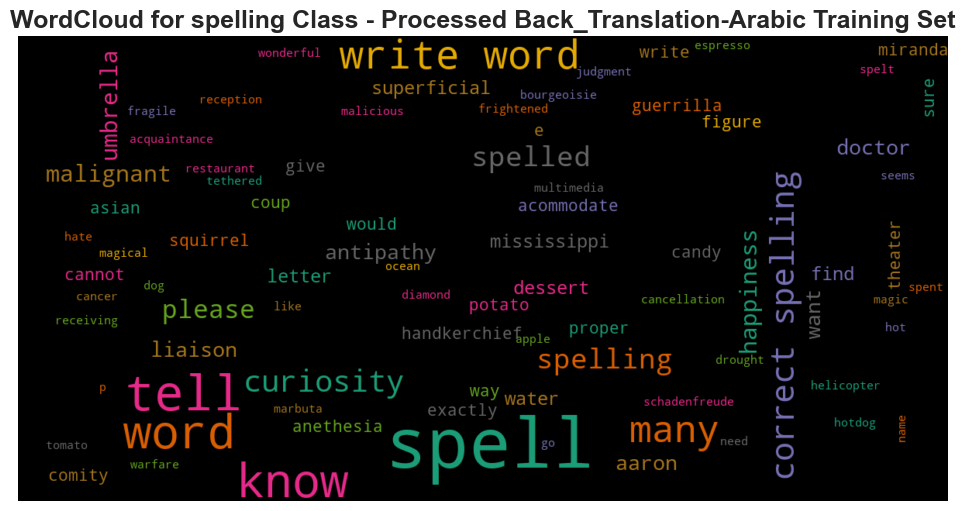 WordCloud for spelling Class - Processed Back_Translation-Arabic Training Set
wonderful
write word
write
espresso
miranda
umbrella
superficial
judgment
spelt
fragile
reception
malicious
bourgeoisie
frightened
guerrilla
figure
sure
acquaintance
e
doctor
malignant
restaurant
tethered
give
spelled
multimedia
seems
asian
coup
would
acommodate
correct spelling
hate
magical
squirrel
antipathy
ocean
mississippi
candy
happiness
theater
cannot
cancer
dog
letter
like
diamond
dessert
potato
cancellation
find
want
magic
spent
receiving
please
handkerchief
apple
proper
hot
liaison
spelling
drought
p
tell
curiosity
way
water
schadenfreude
helicopter
marbuta
exactly
word
anethesia
spell
go
many
need
hotdog
name
tomato
comity
warfare
know
aaron